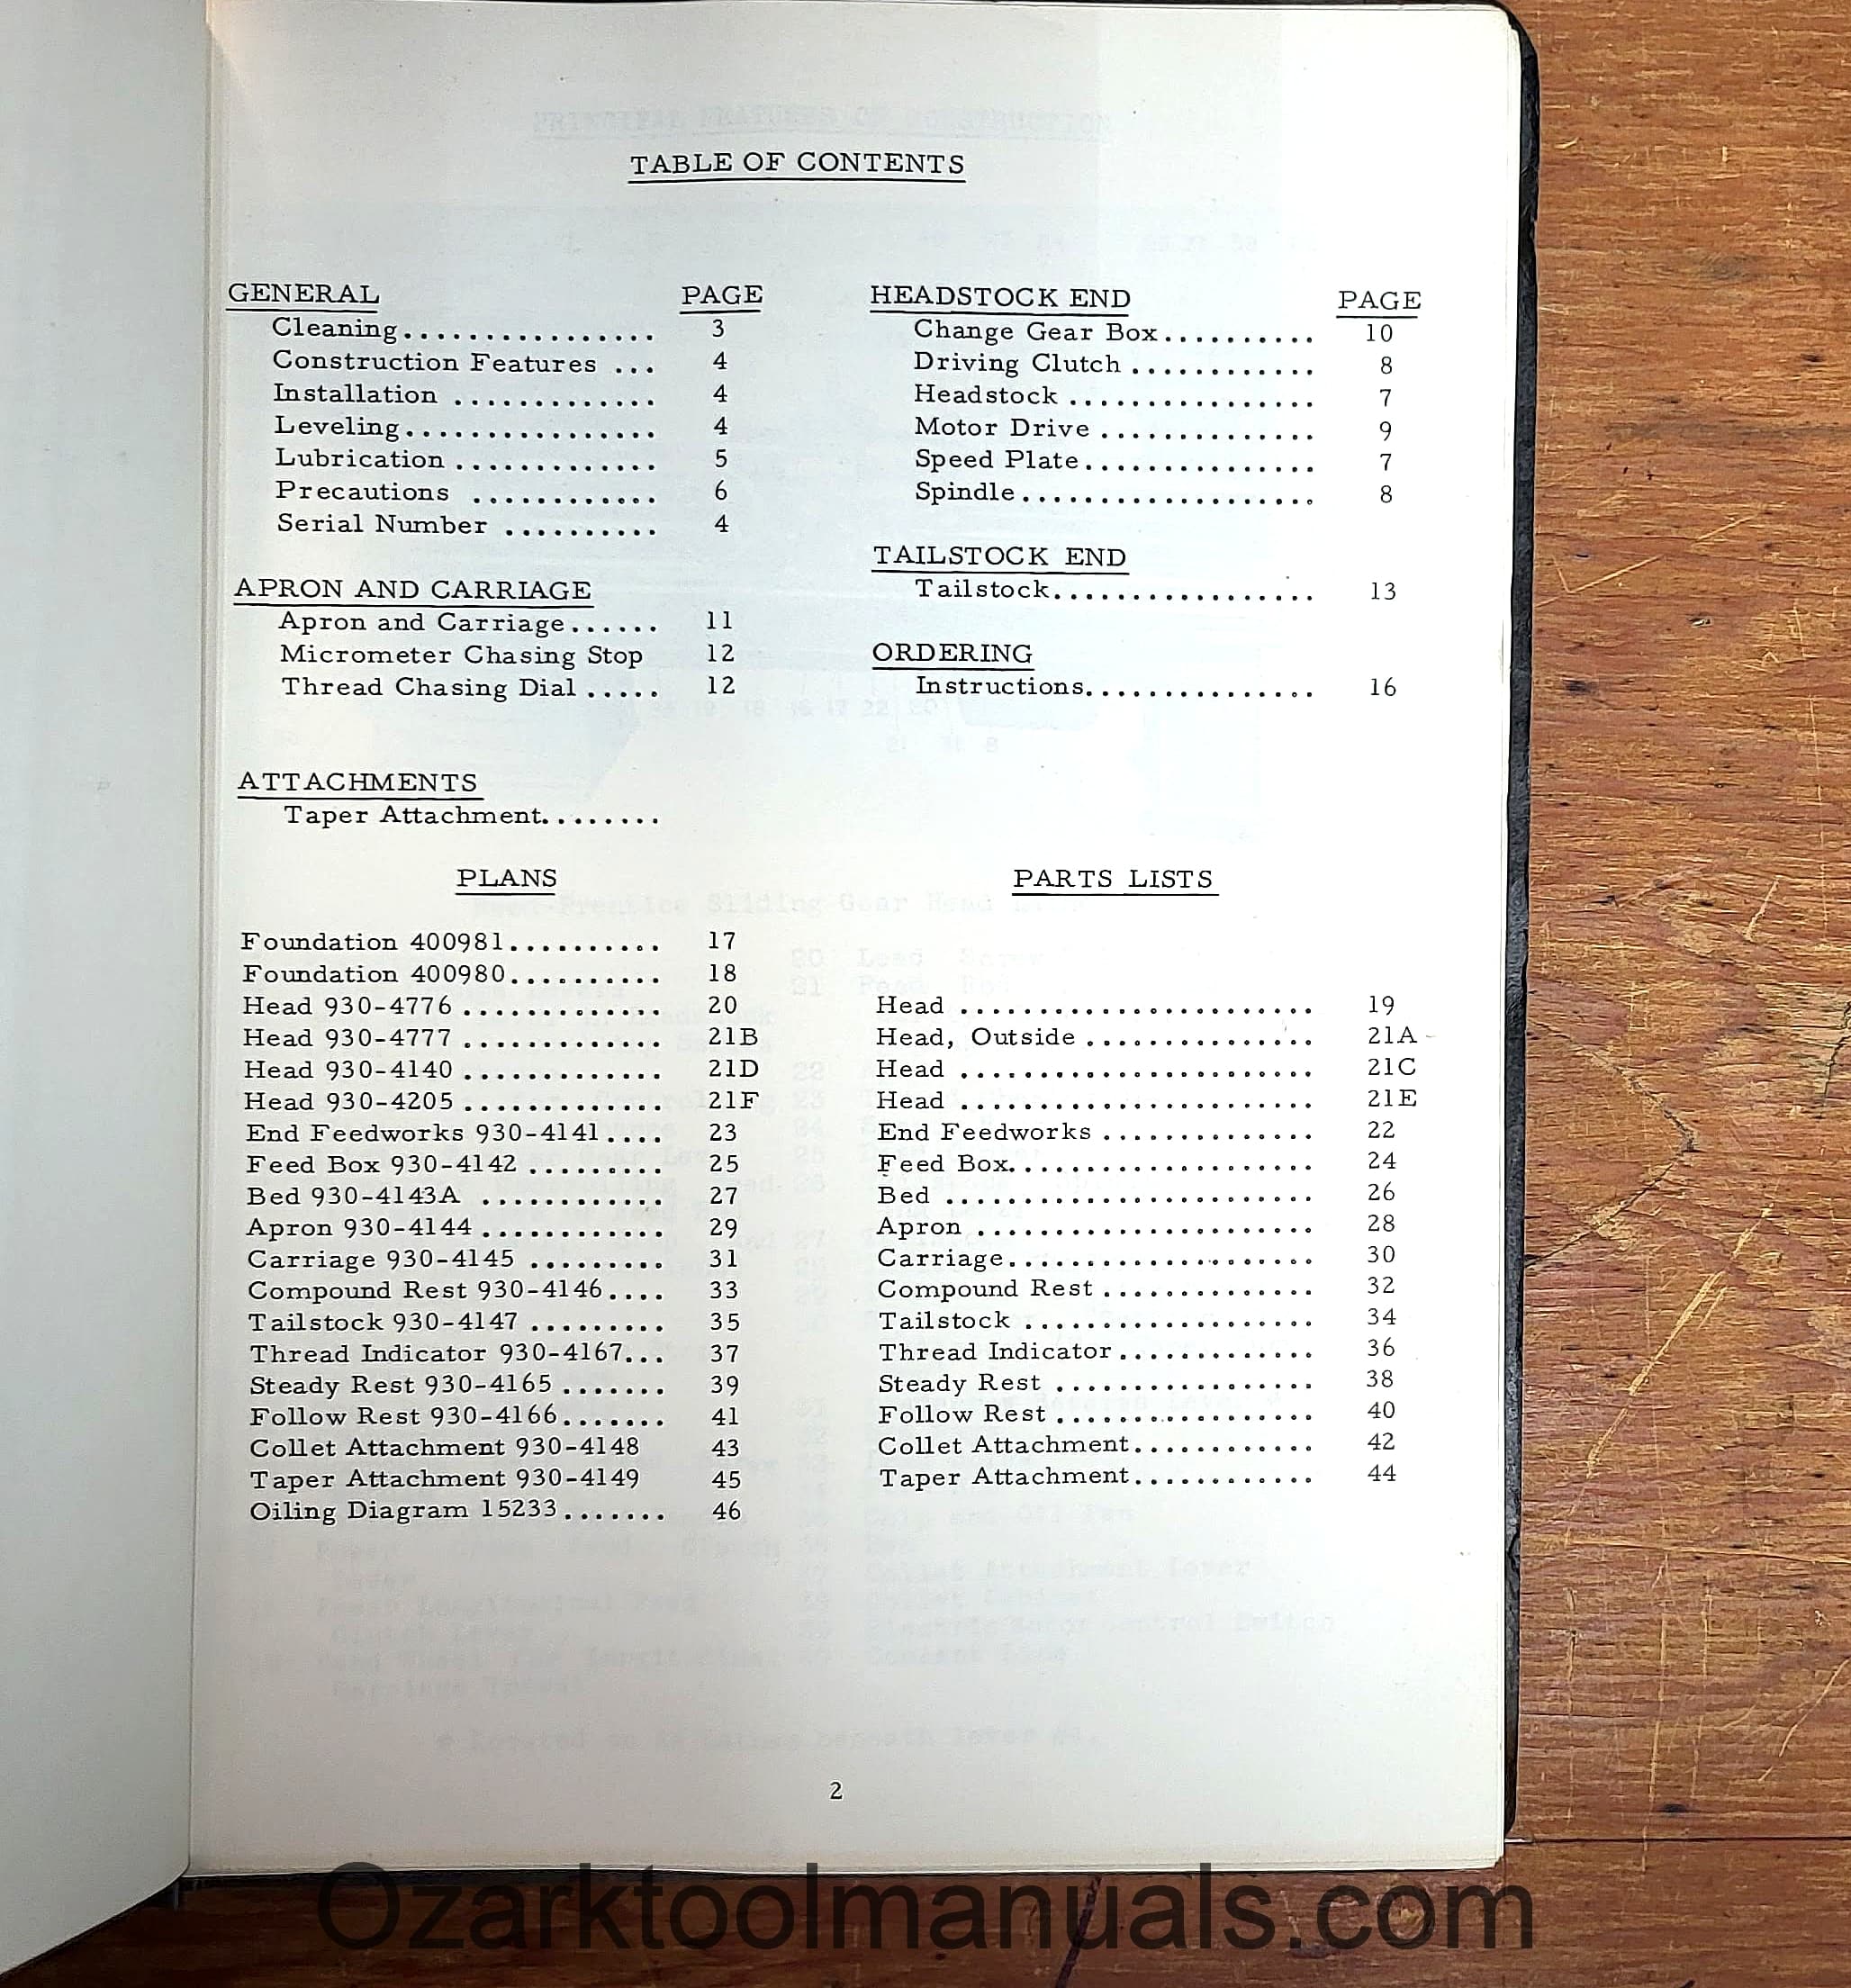 TABLE OF CONTENTS
GENERAL PAGE
Cleaning................ 3
Construction Features ... 4
Installation ............. 4
Leveling................ 4
Lubrication ............. 5
Precautions ............ 6
Serial Number .......... 4
APRON AND CARRIAGE
Apron and Carriage...... 11
Micrometer Chasing Stop 12
Thread Chasing Dial ..... 12
ATTACHMENTS
Taper Attachment........
HEADSTOCK END PAGE
Change Gear Box.......... 10
Driving Clutch ............ 8
Headstock ................ 7
Motor Drive .............. 9
Speed Plate............... 7
Spindle................... 8
TAILSTOCK END
Tailstock................. 13
ORDERING
Instructions............... 16
PLANS
Foundation 400981.......... 17
Foundation 400980.......... 18
Head 930-4776 ............. 20
Head 930-4777 ............. 21B
Head 930-4140 ............. 21D
Head 930-4205 ............. 21F
End Feedworks 930-4141.... 23
Feed Box 930-4142 ......... 25
Bed 930-4143A ............ 27
Apron 930-4144 ............ 29
Carriage 930-4145 ......... 31
Compound Rest 930-4146.... 33
Tailstock 930-4147 ......... 35
Thread Indicator 930-4167... 37
Steady Rest 930-4165 ....... 39
Follow Rest 930-4166....... 41
Collet Attachment 930-4148 43
Taper Attachment 930-4149 45
Oiling Diagram 15233....... 46
PARTS LISTS
Head ....................... 19
Head, Outside ............... 21A
Head ....................... 21C
Head ....................... 21E
End Feedworks .............. 22
Feed Box.................... 24
Bed ........................ 26
Apron ...................... 28
Carriage.................... 30
Compound Rest .............. 32
Tailstock ................... 34
Thread Indicator............. 36
Steady Rest ................. 38
Follow Rest ................. 40
Collet Attachment............ 42
Taper Attachment............ 44
2
Ozarktoolmanuals.com